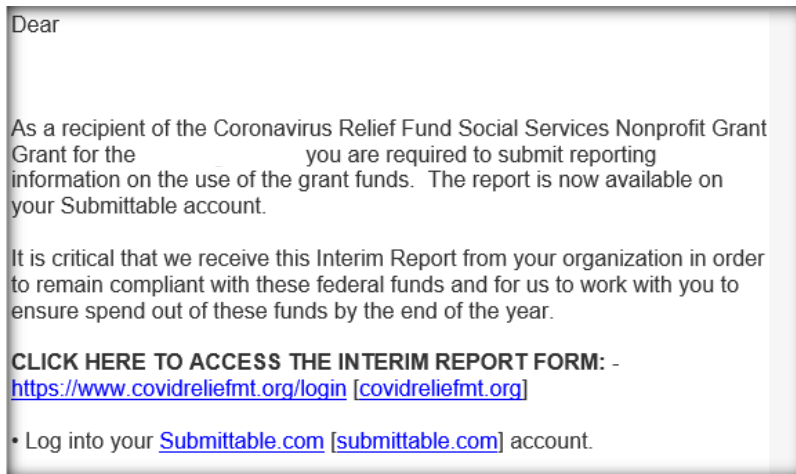 Dear
As a recipient of the Coronavirus Relief Fund Social Services Nonprofit Grant
Grant for the you are required to submit reporting
information on the use of the grant funds. The report is now available on
your Submittable account.
It is critical that we receive this Interim Report from your organization in order
to remain compliant with these federal funds and for us to work with you to
ensure spend out of these funds by the end of the year.
CLICK HERE TO ACCESS THE INTERIM REPORT FORM: -
https://www.covidreliefmt.org/login [covidreliefmt.org]
• Log into your Submittable.com [submittable.com] account.